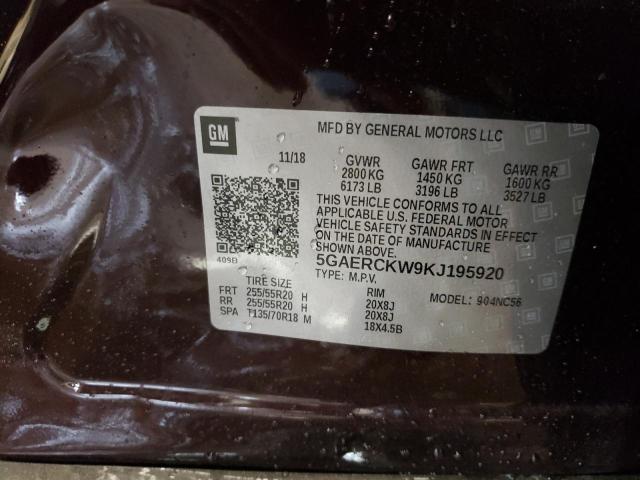 GM
MFD BY GENERAL MOTORS LLC
11/18 GVWR GAWR FRT GAWR RR
2800 KG 1450 KG 1600 KG
6173 LB 3196 LB 3527 LB
THIS VEHICLE CONFORMS TO ALL
APPLICABLE U.S. FEDERAL MOTOR
VEHICLE SAFETY STANDARDS IN EFFECT
ON THE DATE OF MANUFACTURE
SHOWN ABOVE.
409B 5GAERCKW9KJ195920
TYPE: M.P.V.
TIRE SIZE RIM MODEL: 904NC56
FRT 255/55R20 H 20X8J
RR 255/55R20 H 20X8J
SPA T135/70R18 M 18X4.5B